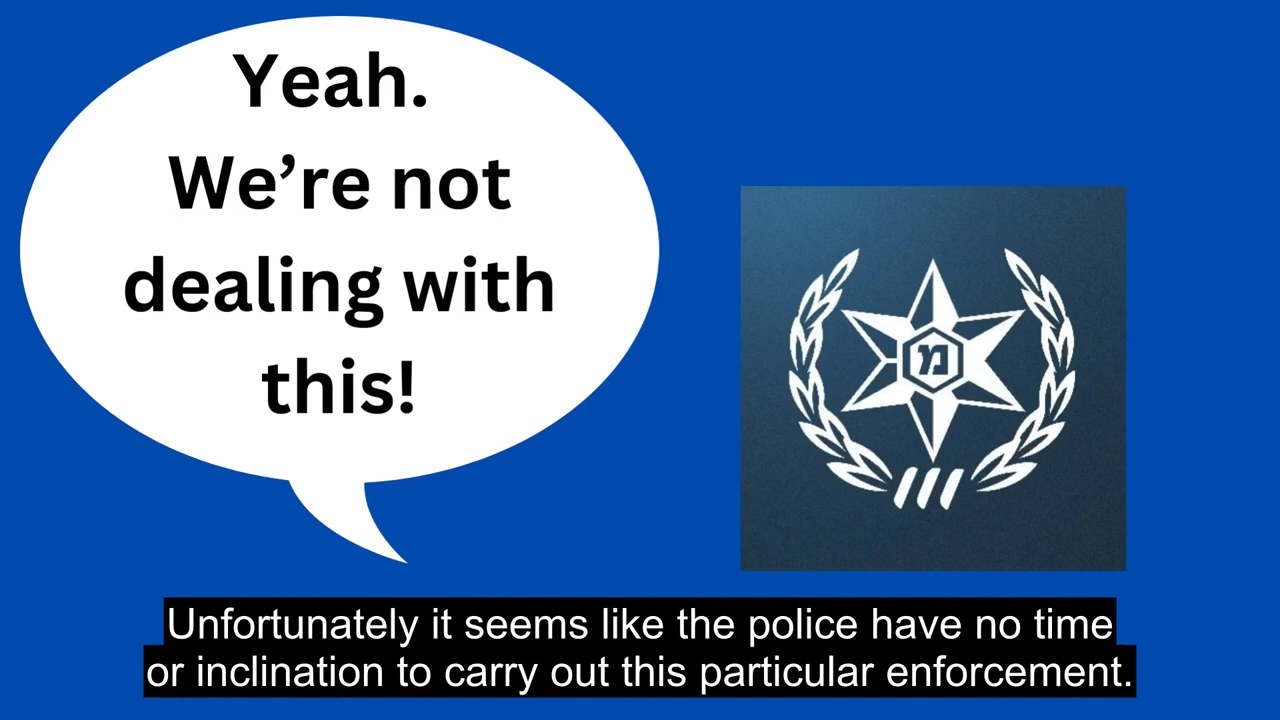 Yeah.
We’re not
dealing with
this!
מ
Unfortunately it seems like the police have no time
or inclination to carry out this particular enforcement.